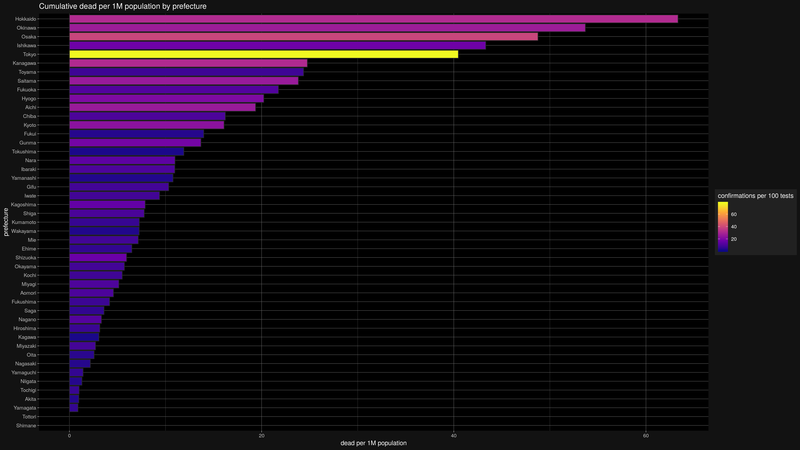 Cumulative dead per 1M population by prefecture
Hokkaido
Okinawa
Osaka
Ishikawa
Tokyo
Kanagawa
Toyama
Saitama
Fukuoka
Hyogo
Aichi
Chiba
Kyoto
Fukui
Gunma
Tokushima
Nara
Ibaraki
Yamanashi
Gifu
Iwate
Kagoshima
Shiga
Kumamoto
Wakayama
Mie
Ehime
Shizuoka
Okayama
Kochi
Miyagi
Aomori
Fukushima
Saga
Nagano
Hiroshima
Kagawa
Miyazaki
Oita
Nagasaki
Yamaguchi
Niigata
Tochigi
Akita
Yamagata
Tottori
Shimane
prefecture
0 20 40 60
dead per 1M population
confirmations per 100 tests
60
40
20